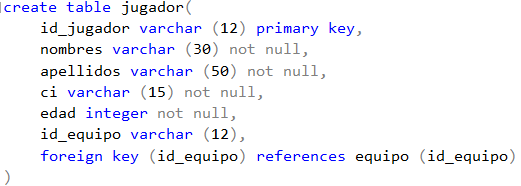 create table jugador(
id_jugador varchar (12) primary key,
nombres varchar (30) not null,
apellidos varchar (50) not null,
ci varchar (15) not null,
edad integer not null,
id_equipo varchar (12),
foreign key (id_equipo) references equipo (id_equipo)
)